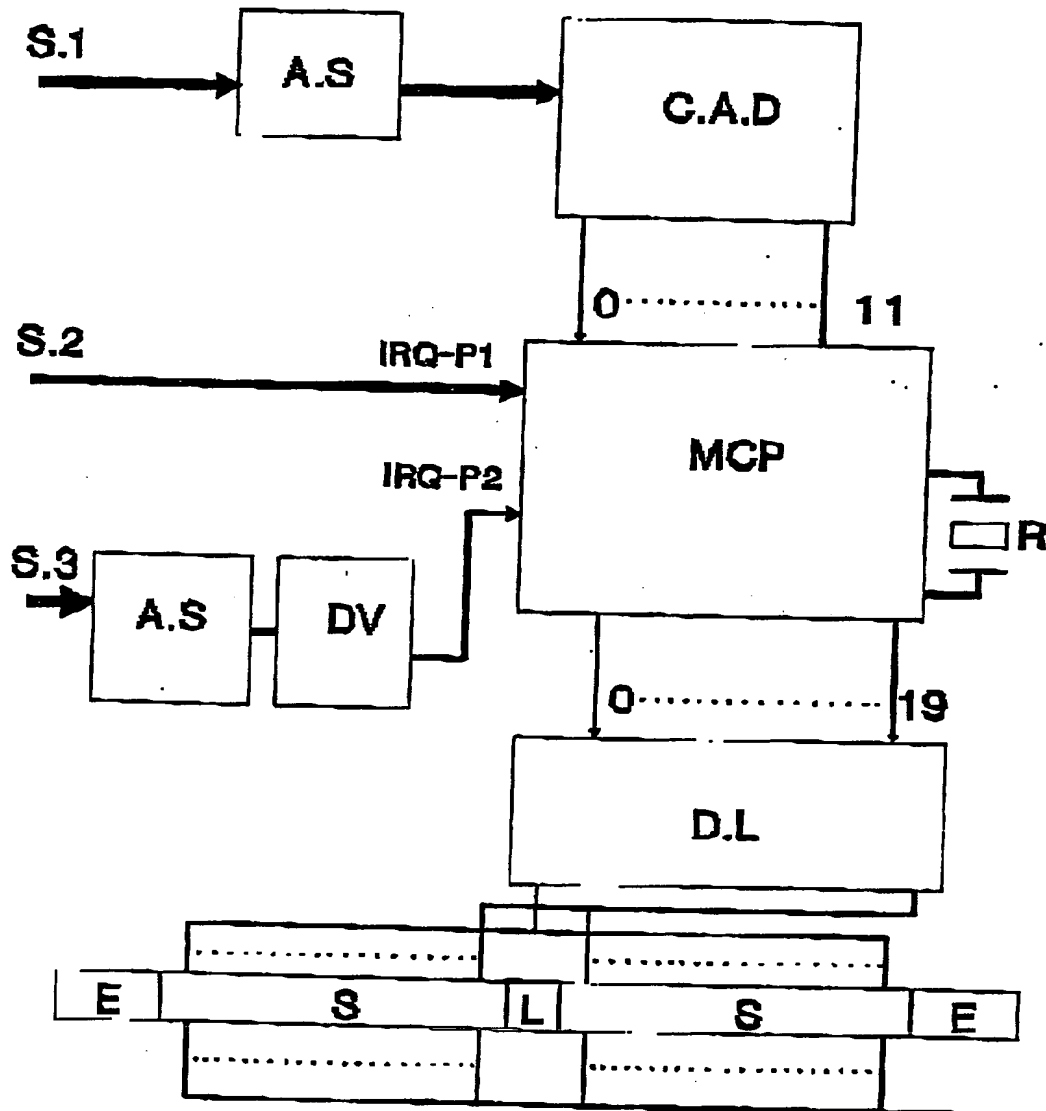 S.1
A.S
C.A.D
0 11
S.2
IRQ-P1
MCP
IRQ-P2
R
S.3
A.S
DV
0 19
D.L
E S L S E